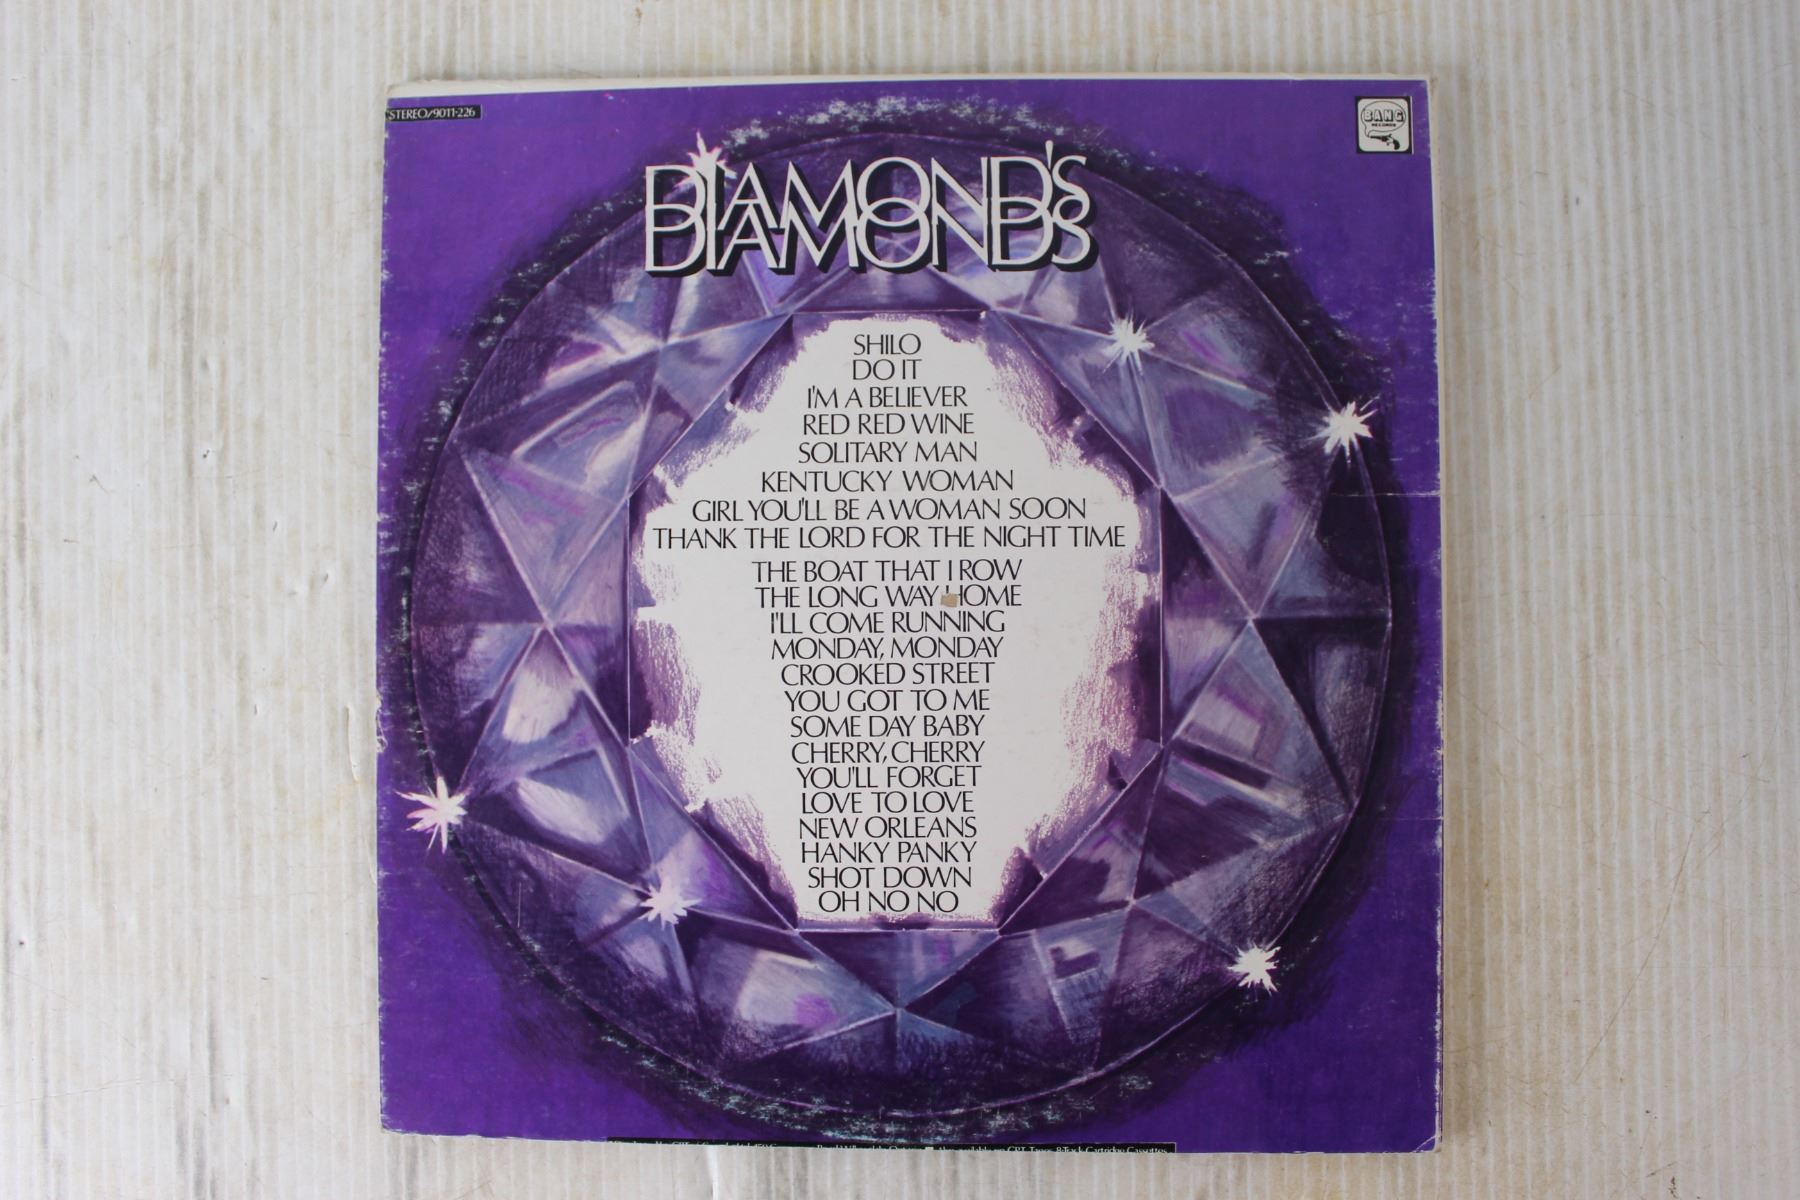 STEREO/9011-226
BANG
RECORDS
DIAMOND'S
DIAMONDS
SHILO
DO IT
I'M A BELIEVER
RED RED WINE
SOLITARY MAN
KENTUCKY WOMAN
GIRL YOU'LL BE A WOMAN SOON
THANK THE LORD FOR THE NIGHT TIME
THE BOAT THAT I ROW
THE LONG WAY HOME
I'LL COME RUNNING
MONDAY, MONDAY
CROOKED STREET
YOU GOT TO ME
SOME DAY BABY
CHERRY, CHERRY
YOU'LL FORGET
LOVE TO LOVE
NEW ORLEANS
HANKY PANKY
SHOT DOWN
OH NO NO